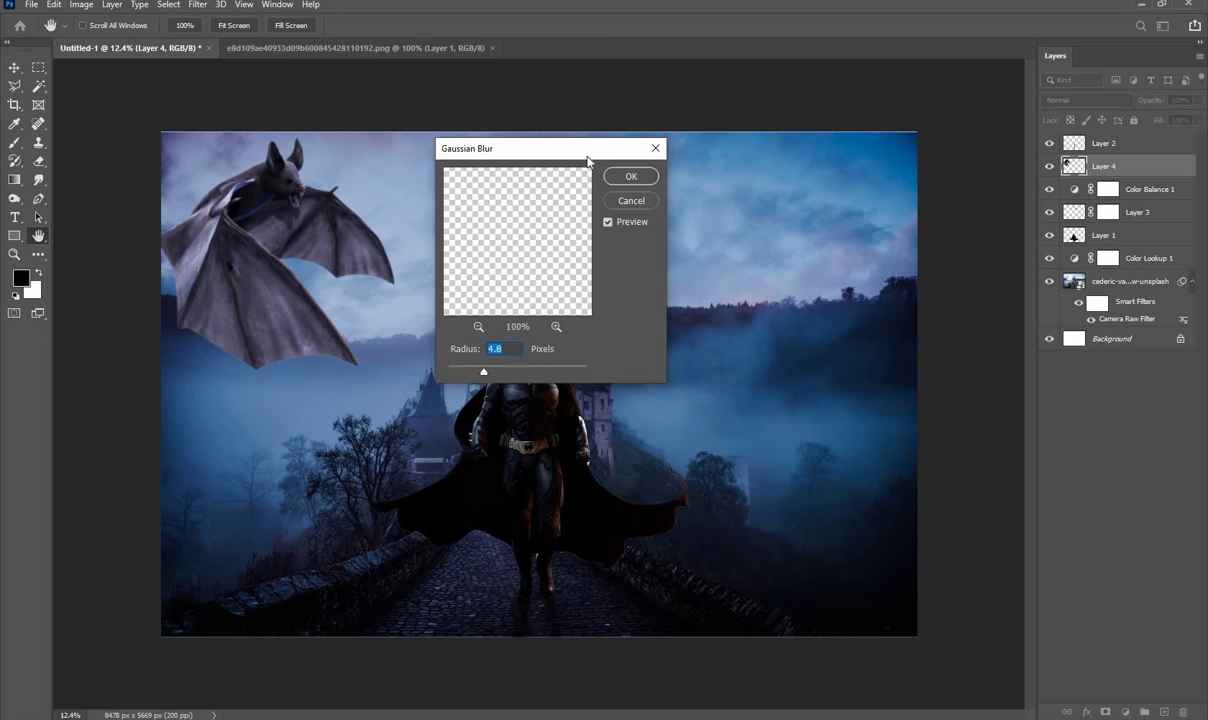 Ps File Edit Image Layer Type Select Filter 3D View Window Help
Scroll All Windows 100% Fit Screen Fill Screen
Untitled-1 @ 12.4% (Layer 4, RGB/8) * × e8d109ae40933d09b600845428110192.png @ 100% (Layer 1, RGB/8) ×
Gaussian Blur
OK
Cancel
Preview
100%
Radius: 4.8 Pixels
Layers
Kind
Normal Opacity: 100%
Lock: Fill: 100%
Layer 2
Layer 4
Color Balance 1
Layer 3
Layer 1
Color Lookup 1
cederic-va...w-unsplash
Smart Filters
Camera Raw Filter
Background
12.4% 8478 px x 5669 px (200 ppi)